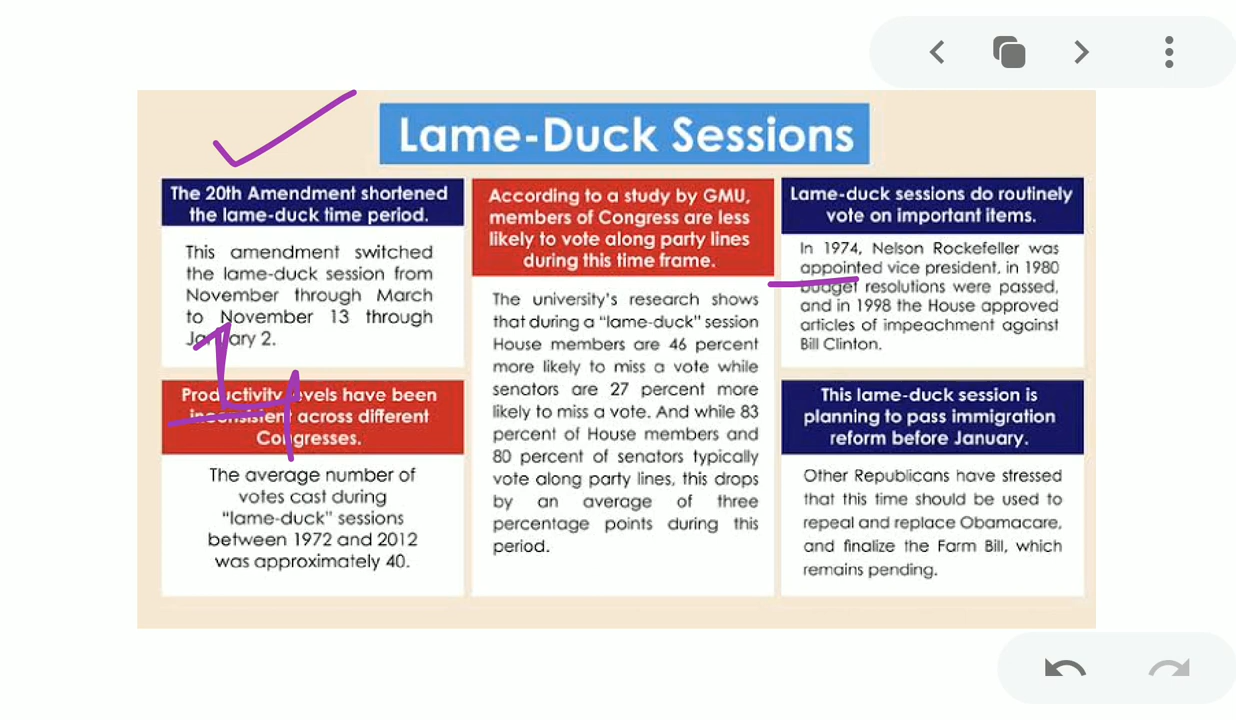 Lame-Duck Sessions
The 20th Amendment shortened
the lame-duck time period.
This amendment switched
the lame-duck session from
November through March
to November 13 through
January 2.
Productivity levels have been
inconsistent across different
Congresses.
The average number of
votes cast during
“lame-duck” sessions
between 1972 and 2012
was approximately 40.
According to a study by GMU,
members of Congress are less
likely to vote along party lines
during this time frame.
The university’s research shows
that during a “lame-duck” session
House members are 46 percent
more likely to miss a vote while
senators are 27 percent more
likely to miss a vote. And while 83
percent of House members and
80 percent of senators typically
vote along party lines, this drops
by an average of three
percentage points during this
period.
Lame-duck sessions do routinely
vote on important items.
In 1974, Nelson Rockefeller was
appointed vice president, in 1980
budget resolutions were passed,
and in 1998 the House approved
articles of impeachment against
Bill Clinton.
This lame-duck session is
planning to pass immigration
reform before January.
Other Republicans have stressed
that this time should be used to
repeal and replace Obamacare,
and finalize the Farm Bill, which
remains pending.